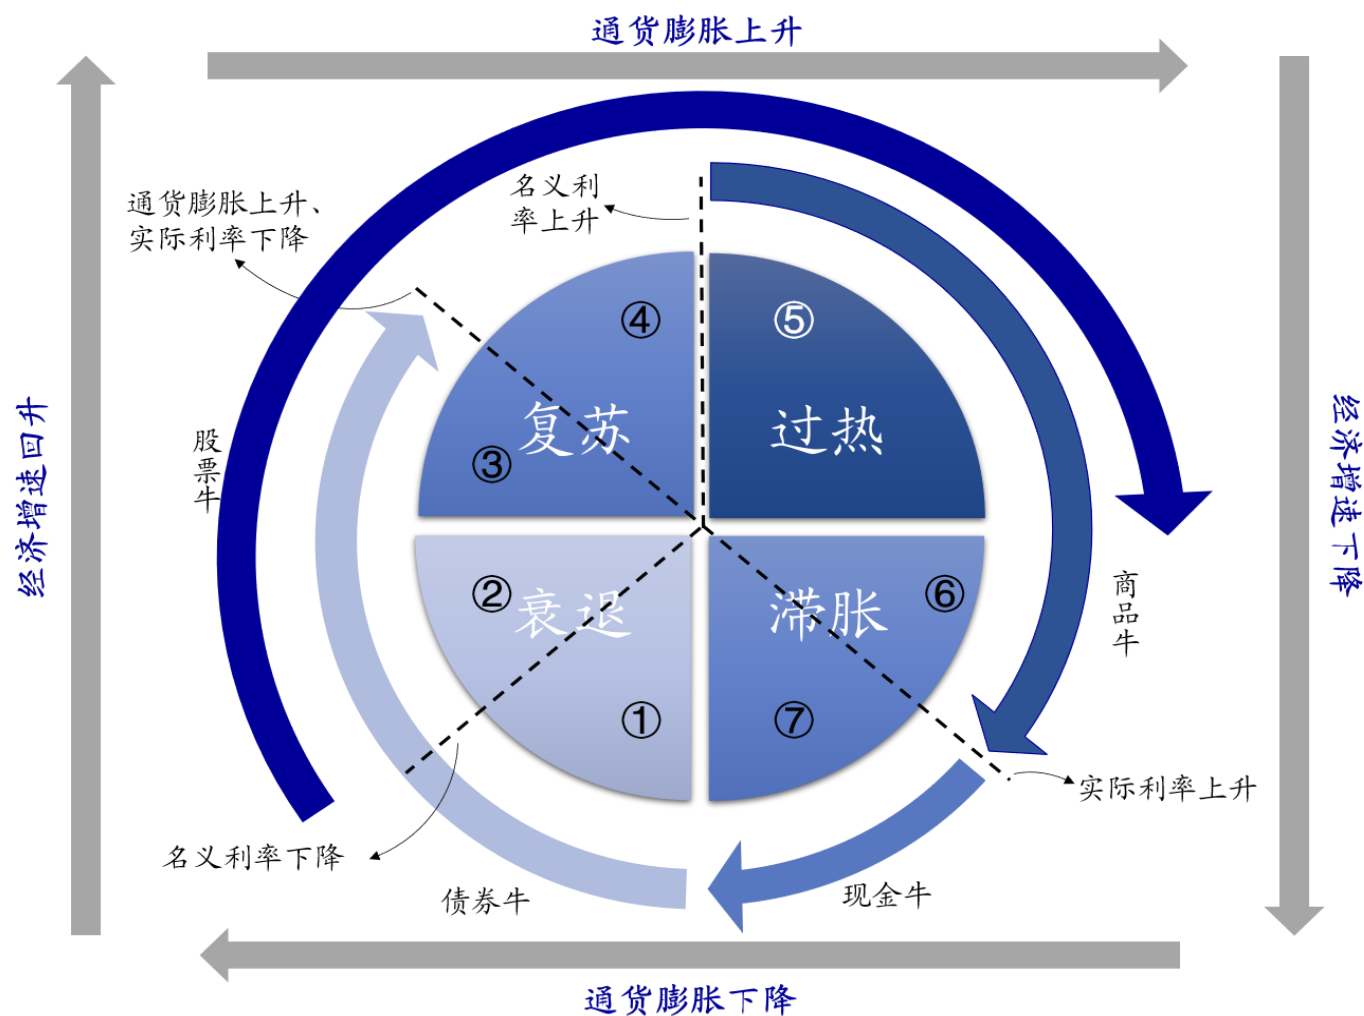 通货膨胀上升
名义利
率上升
通货膨胀上升、
实际利率下降
④
⑤
复苏
过热
③
股
票
牛
经济增速回升
经济增速下降
②
衰退
滞胀
⑥
商
品
牛
①
⑦
实际利率上升
名义利率下降
债券牛
现金牛
通货膨胀下降